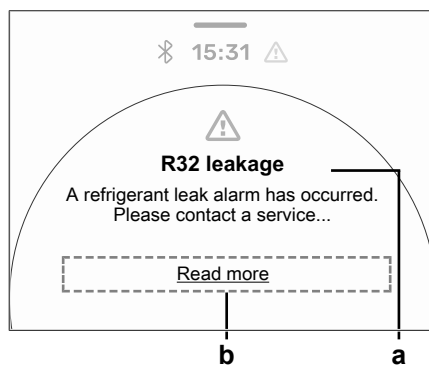 15:31
R32 leakage
A refrigerant leak alarm has occurred.
Please contact a service...
Read more
b a